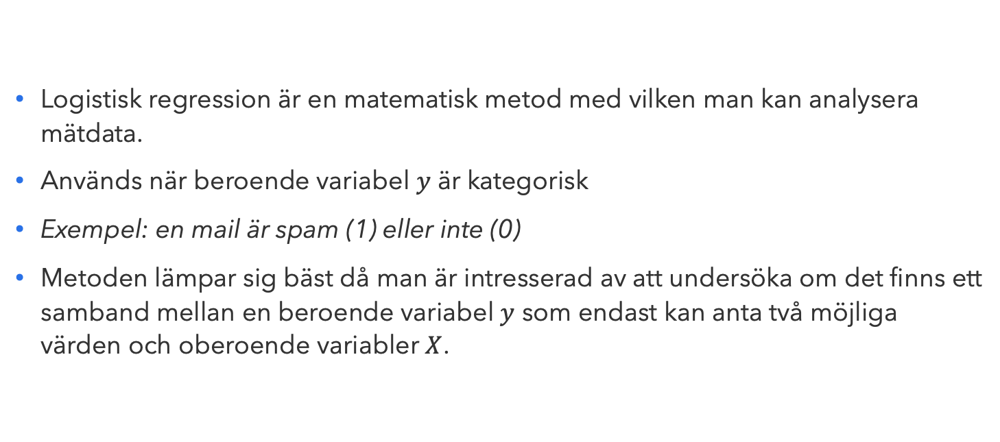 • Logistisk regression är en matematisk metod med vilken man kan analysera
mätdata.
• Används när beroende variabel y är kategorisk
• Exempel: en mail är spam (1) eller inte (0)
• Metoden lämpar sig bäst då man är intresserad av att undersöka om det finns ett
samband mellan en beroende variabel y som endast kan anta två möjliga
värden och oberoende variabler X.